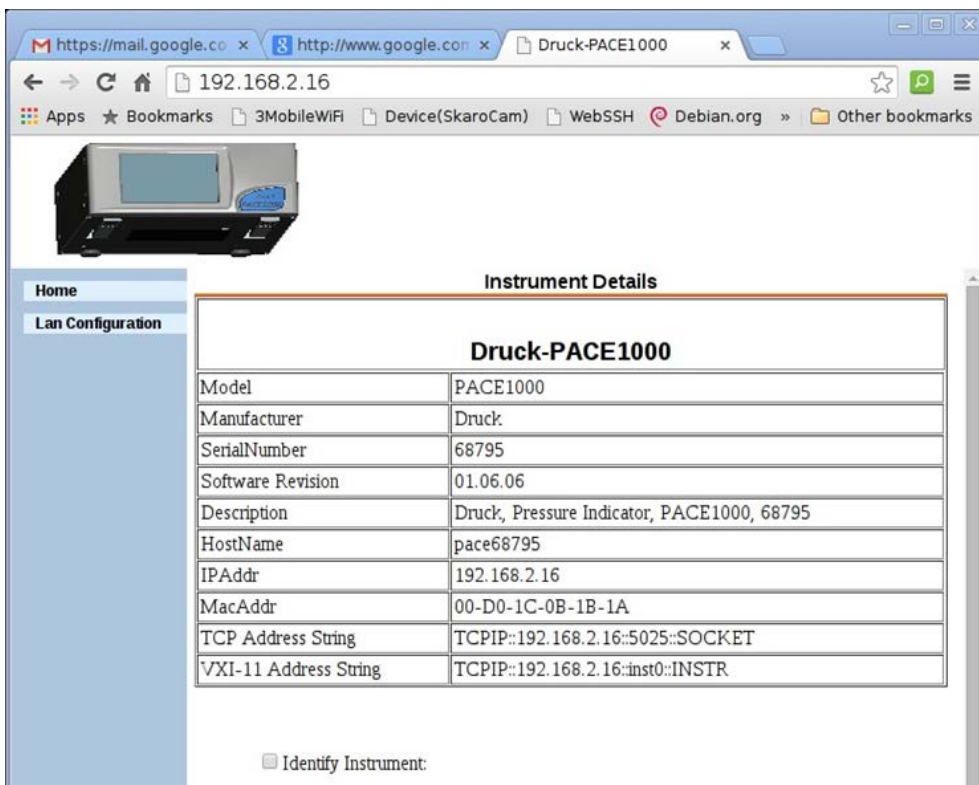 https://mail.google.co
http://www.google.com
Druck-PACE1000
192.168.2.16
Apps Bookmarks 3MobileWiFi Device(SkaroCam) WebSSH Debian.org » Other bookmarks
Home
Lan Configuration
Instrument Details
Druck-PACE1000
Model PACE1000
Manufacturer Druck
SerialNumber 68795
Software Revision 01.06.06
Description Druck, Pressure Indicator, PACE1000, 68795
HostName pace68795
IPAddr 192.168.2.16
MacAddr 00-D0-1C-0B-1B-1A
TCP Address String TCPIP::192.168.2.16::5025::SOCKET
VXI-11 Address String TCPIP::192.168.2.16::inst0::INSTR
Identify Instrument: